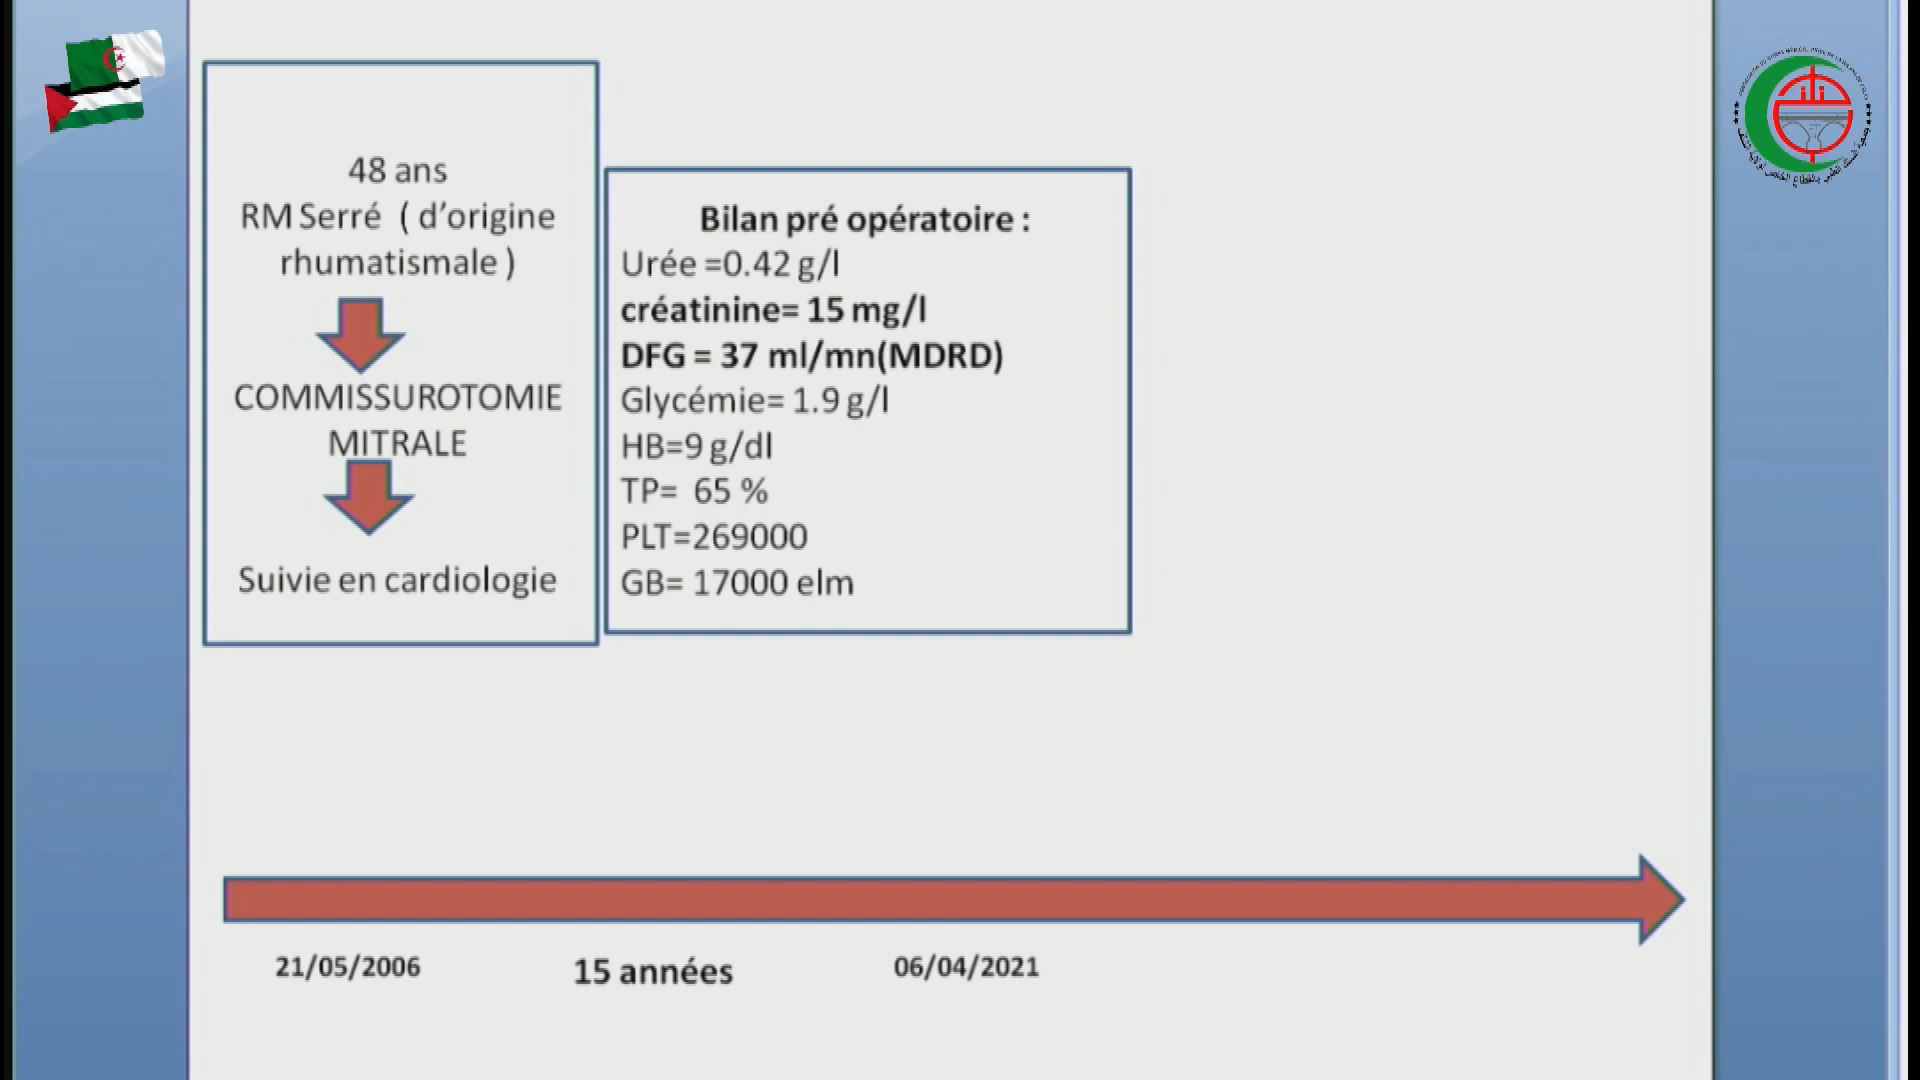 48 ans
RM Serré ( d'origine
rhumatismale )
COMMISSUROTOMIE
MITRALE
Suivie en cardiologie
Bilan pré opératoire :
Urée =0.42 g/l
créatinine= 15 mg/l
DFG = 37 ml/mn(MDRD)
Glycémie= 1.9 g/l
HB=9 g/dl
TP= 65 %
PLT=269000
GB= 17000 elm
21/05/2006
15 années
06/04/2021